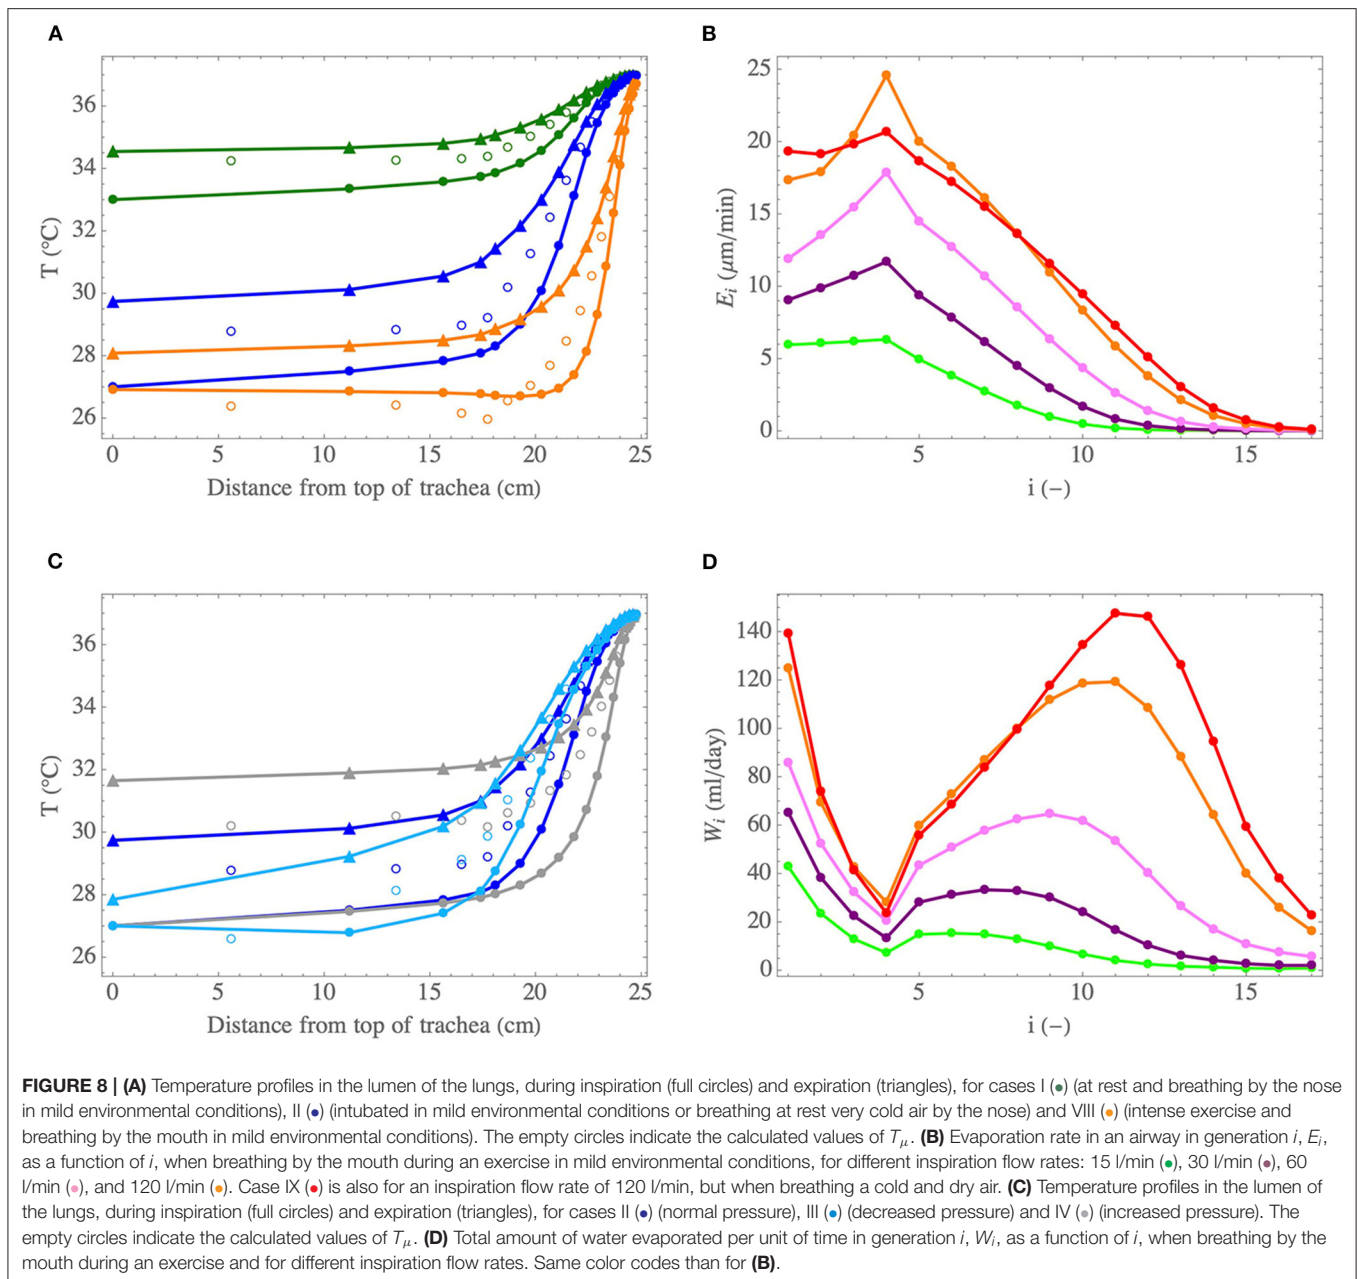 A
36
34
32
30
28
26
T (°C)
0
5
10
15
20
25
Distance from top of trachea (cm)
B
25
20
15
10
5
0
E_i (μm/min)
5
10
15
i (−)
C
36
34
32
30
28
26
T (°C)
0
5
10
15
20
25
Distance from top of trachea (cm)
D
140
120
100
80
60
40
20
0
W_i (ml/day)
5
10
15
i (−)
FIGURE 8 | (A) Temperature profiles in the lumen of the lungs, during inspiration (full circles) and expiration (triangles), for cases I (●) (at rest and breathing by the nose
in mild environmental conditions), II (●) (intubated in mild environmental conditions or breathing at rest very cold air by the nose) and VIII (●) (intense exercise and
breathing by the mouth in mild environmental conditions). The empty circles indicate the calculated values of T_μ. (B) Evaporation rate in an airway in generation i, E_i,
as a function of i, when breathing by the mouth during an exercise in mild environmental conditions, for different inspiration flow rates: 15 l/min (●), 30 l/min (●), 60
l/min (●), and 120 l/min (●). Case IX (●) is also for an inspiration flow rate of 120 l/min, but when breathing a cold and dry air. (C) Temperature profiles in the lumen of
the lungs, during inspiration (full circles) and expiration (triangles), for cases II (●) (normal pressure), III (●) (decreased pressure) and IV (●) (increased pressure). The
empty circles indicate the calculated values of T_μ. (D) Total amount of water evaporated per unit of time in generation i, W_i, as a function of i, when breathing by the
mouth during an exercise and for different inspiration flow rates. Same color codes than for (B).